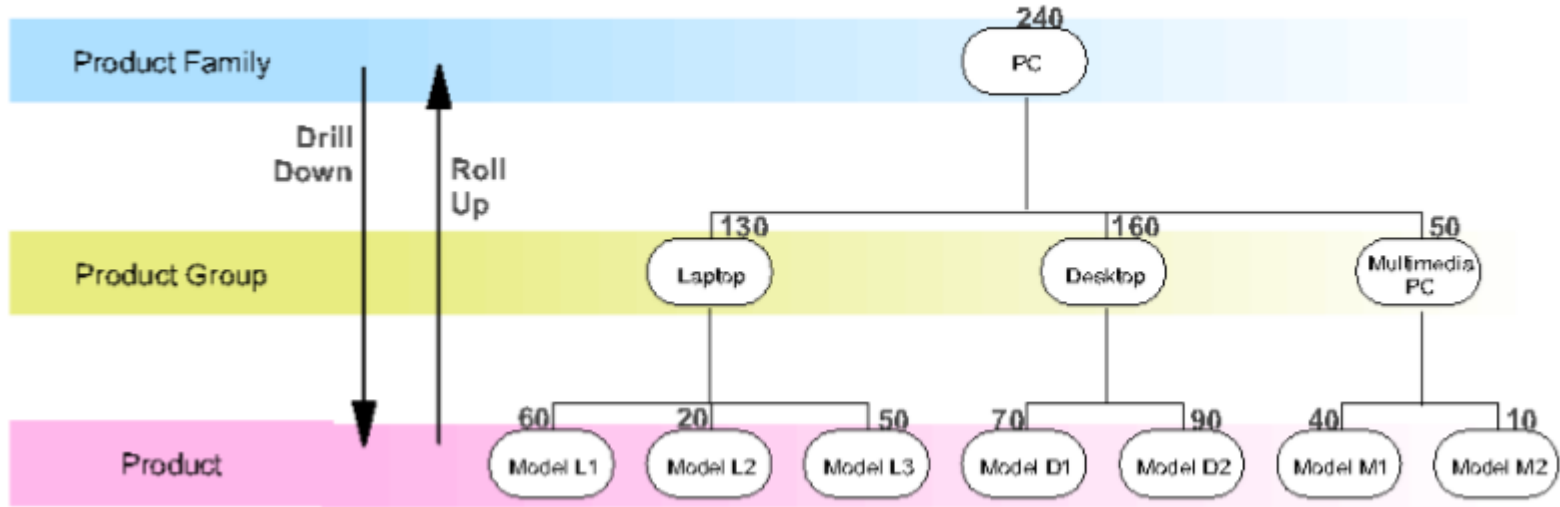 240
Product Family
PC
Drill
Down
Roll
Up
130
160
50
Product Group
Laptop
Desktop
Multimedia
PC
60
20
50
70
90
40
10
Product
Model L1
Model L2
Model L3
Model D1
Model D2
Model M1
Model M2